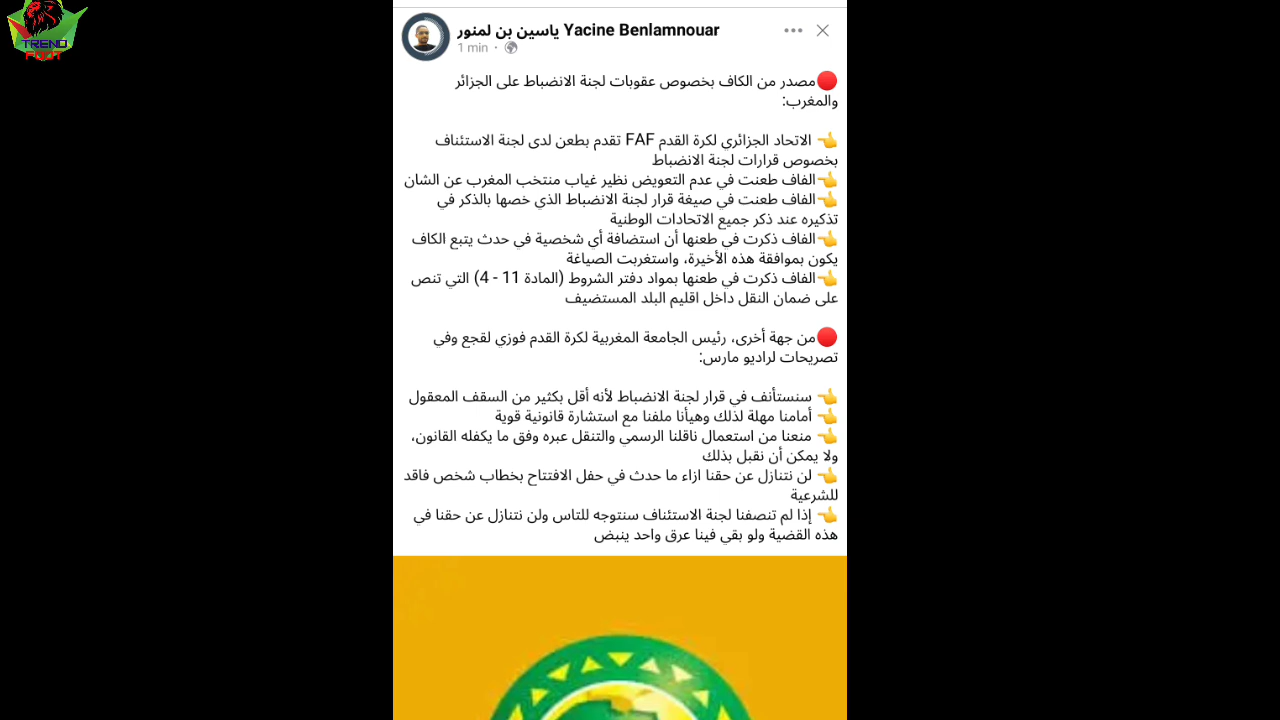 TREND
FOOT
ياسين بن لمنور Yacine Benlamnouar
1 min
🔴مصدر من الكاف بخصوص عقوبات لجنة الانضباط على الجزائر
والمغرب:
👈 الاتحاد الجزائري لكرة القدم FAF تقدم بطعن لدى لجنة الاستئناف
بخصوص قرارات لجنة الانضباط
👈الفاف طعنت في عدم التعويض نظير غياب منتخب المغرب عن الشان
👈الفاف طعنت في صيغة قرار لجنة الانضباط الذي خصها بالذكر في
تذكيره عند ذكر جميع الاتحادات الوطنية
👈الفاف ذكرت في طعنها أن استضافة أي شخصية في حدث يتبع الكاف
يكون بموافقة هذه الأخيرة، واستغربت الصياغة
👈الفاف ذكرت في طعنها بمواد دفتر الشروط (المادة 11 - 4) التي تنص
على ضمان النقل داخل اقليم البلد المستضيف
🔴من جهة أخرى، رئيس الجامعة المغربية لكرة القدم فوزي لقجع وفي
تصريحات لراديو مارس:
👈 سنستأنف في قرار لجنة الانضباط لأنه أقل بكثير من السقف المعقول
👈 أمامنا مهلة لذلك وهيأنا ملفنا مع استشارة قانونية قوية
👈 منعنا من استعمال ناقلنا الرسمي والتنقل عبره وفق ما يكفله القانون،
ولا يمكن أن نقبل بذلك
👈 لن نتنازل عن حقنا ازاء ما حدث في حفل الافتتاح بخطاب شخص فاقد
للشرعية
👈 إذا لم تنصفنا لجنة الاستئناف سنتوجه للتاس ولن نتنازل عن حقنا في
هذه القضية ولو بقي فينا عرق واحد ينبض